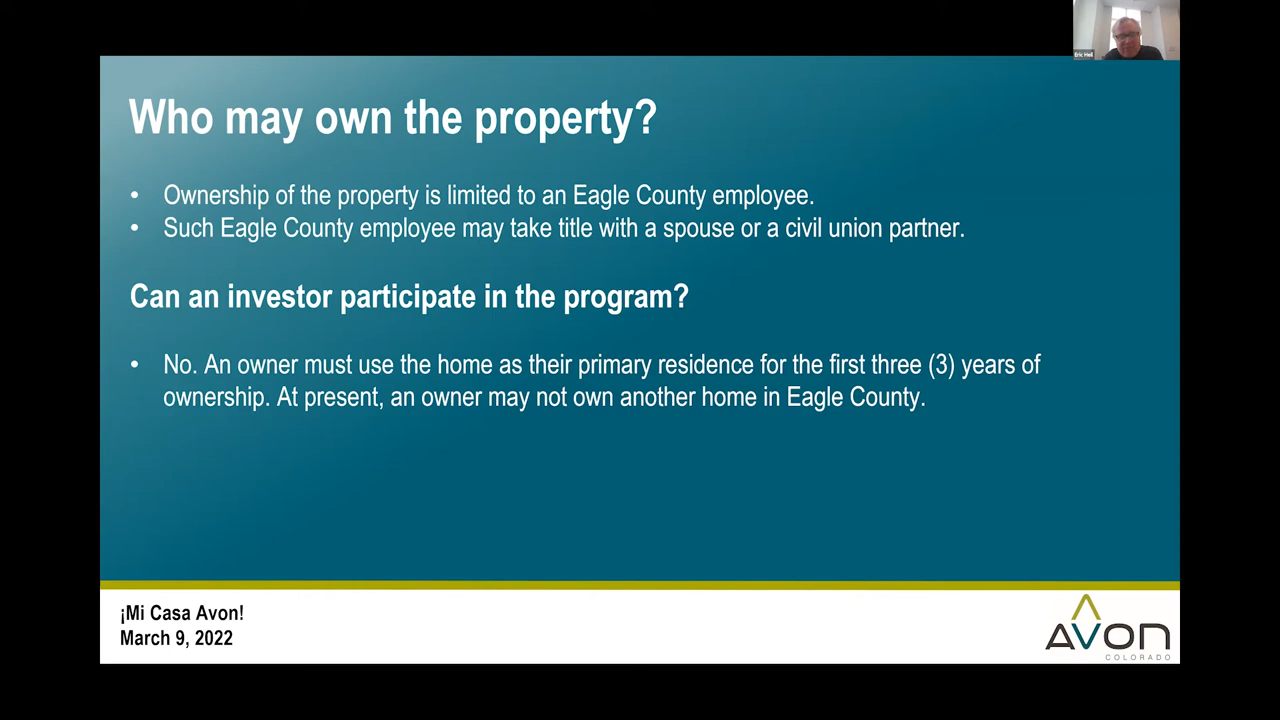 Eric Heil
Who may own the property?
• Ownership of the property is limited to an Eagle County employee.
• Such Eagle County employee may take title with a spouse or a civil union partner.
Can an investor participate in the program?
• No. An owner must use the home as their primary residence for the first three (3) years of
ownership. At present, an owner may not own another home in Eagle County.
¡Mi Casa Avon!
March 9, 2022
AVON
COLORADO